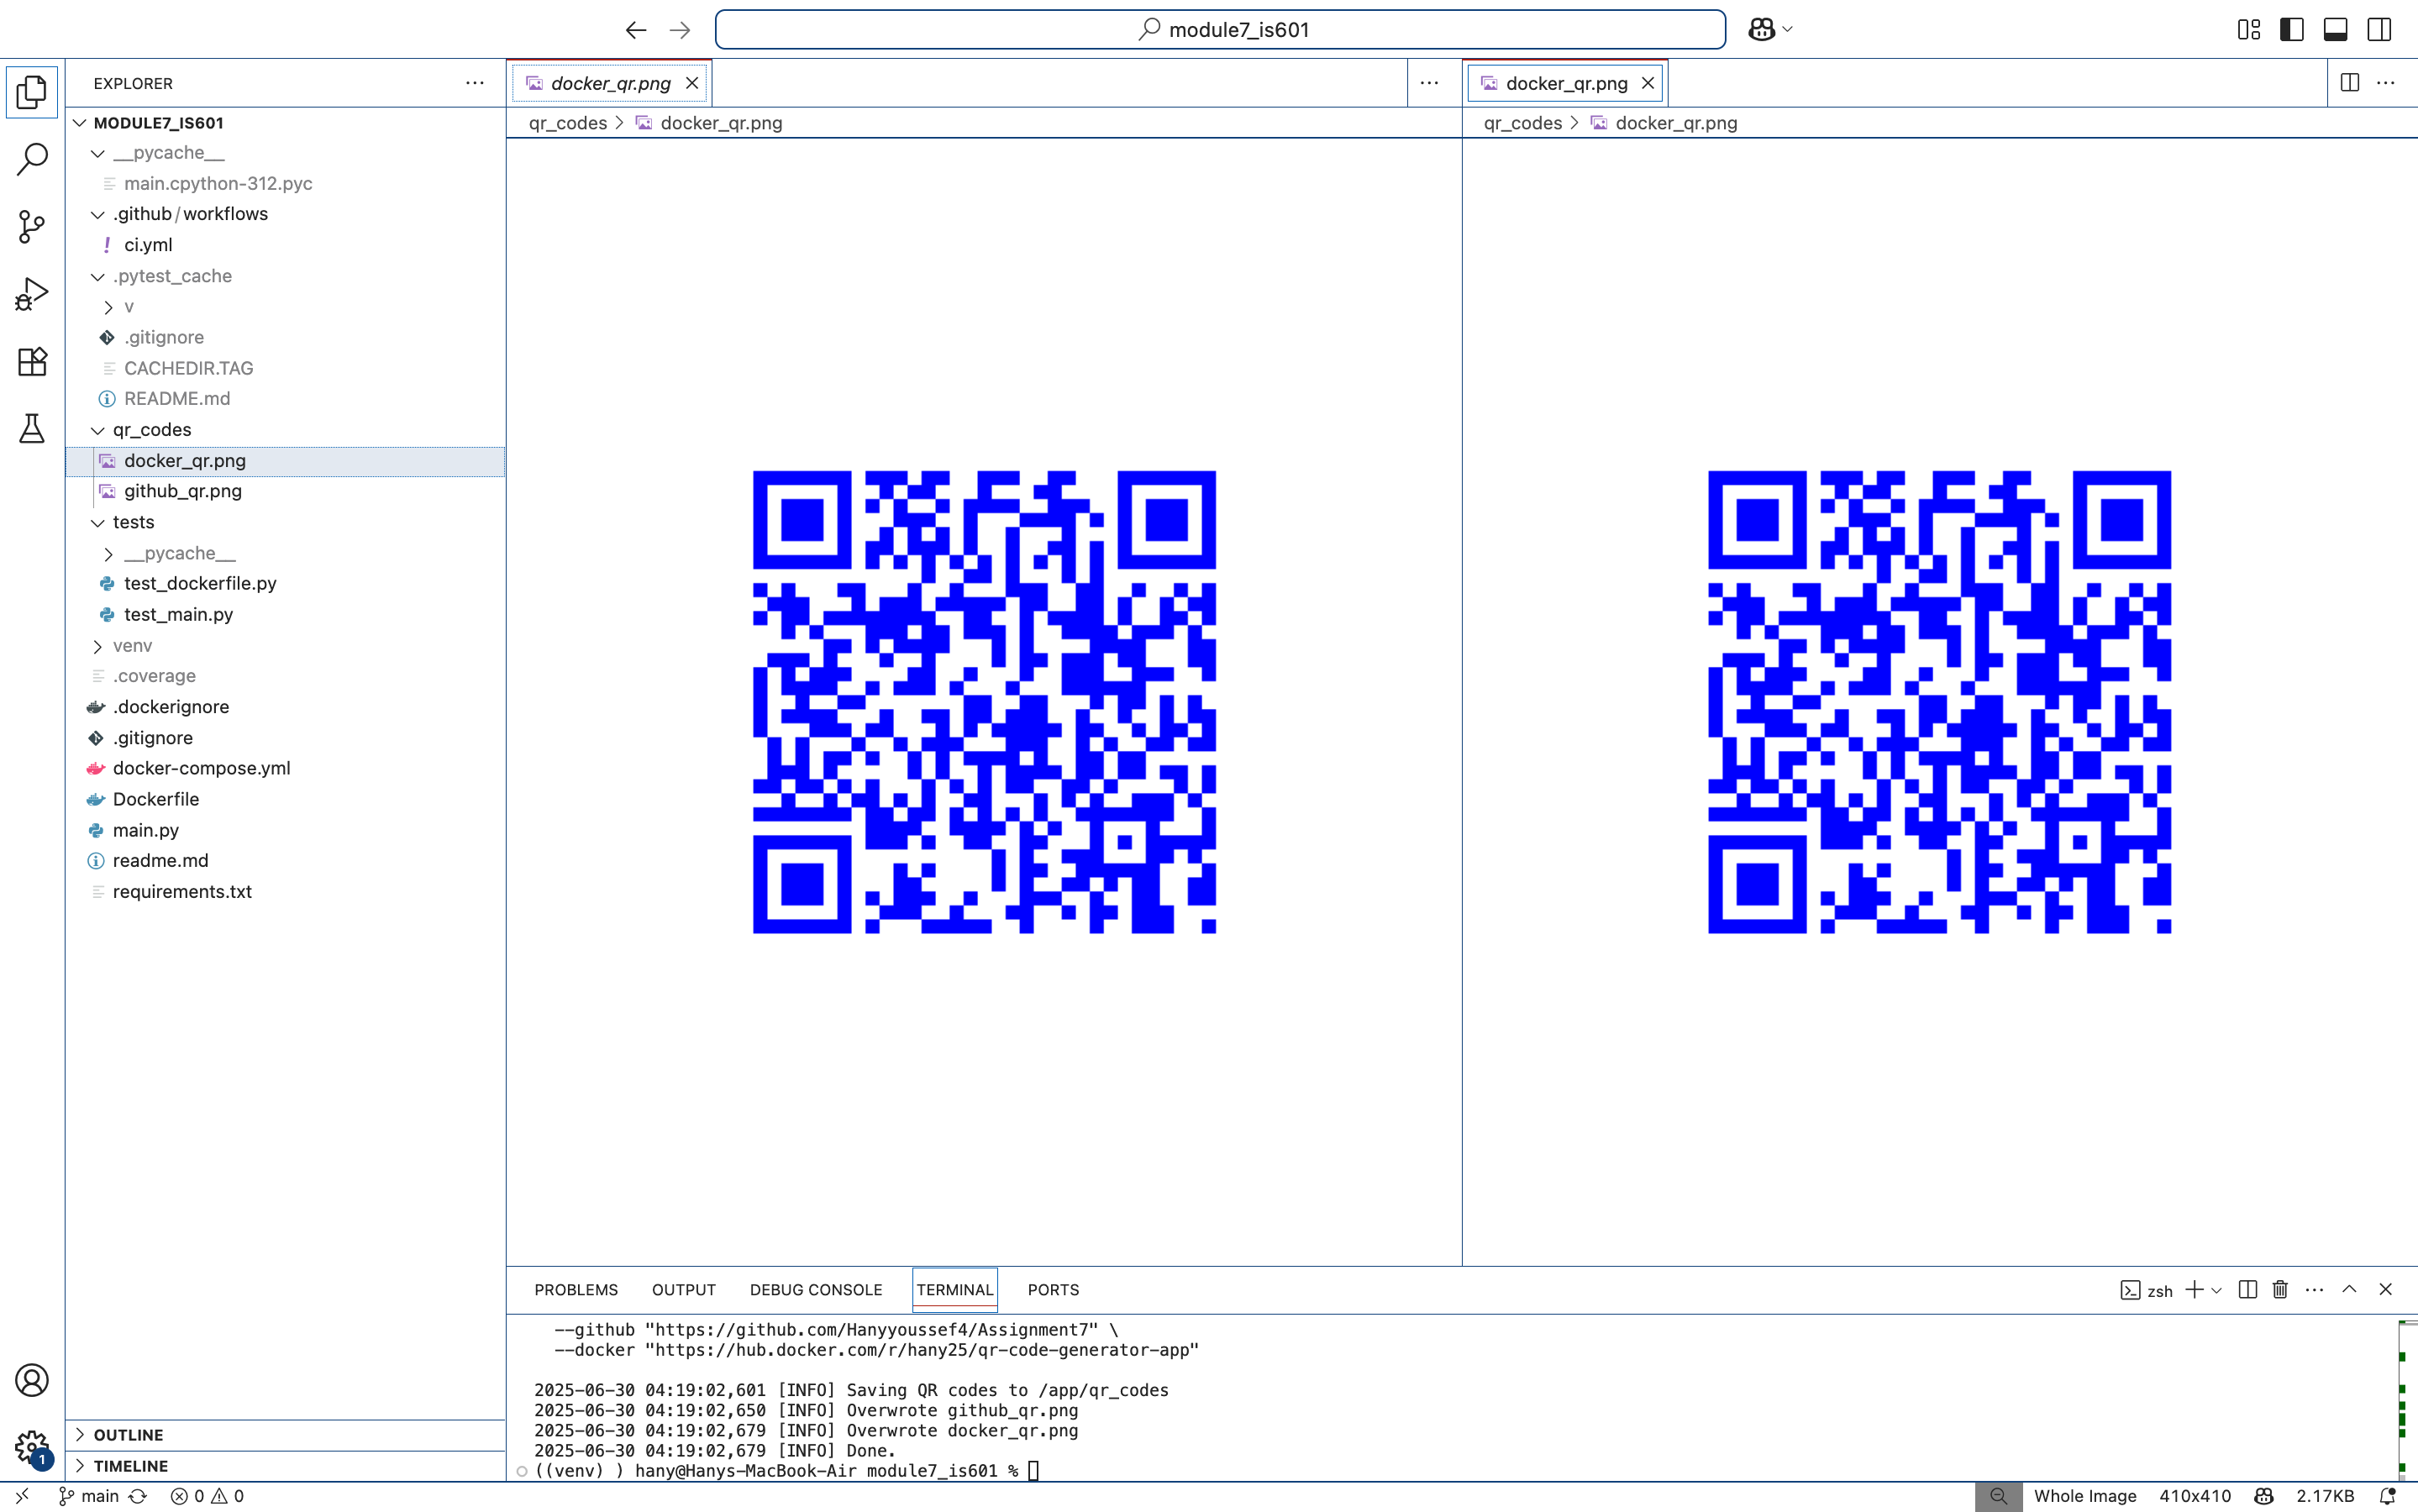 module7_is601
EXPLORER
MODULE7_IS601
__pycache__
main.cpython-312.pyc
.github/workflows
ci.yml
.pytest_cache
v
.gitignore
CACHEDIR.TAG
README.md
qr_codes
docker_qr.png
github_qr.png
tests
__pycache__
test_dockerfile.py
test_main.py
venv
.coverage
.dockerignore
.gitignore
docker-compose.yml
Dockerfile
main.py
readme.md
requirements.txt
OUTLINE
TIMELINE
docker_qr.png
qr_codes > docker_qr.png
docker_qr.png
qr_codes > docker_qr.png
PROBLEMS OUTPUT DEBUG CONSOLE TERMINAL PORTS
zsh
--github "https://github.com/Hanyyoussef4/Assignment7" \
--docker "https://hub.docker.com/r/hany25/qr-code-generator-app"
2025-06-30 04:19:02,601 [INFO] Saving QR codes to /app/qr_codes
2025-06-30 04:19:02,650 [INFO] Overwrote github_qr.png
2025-06-30 04:19:02,679 [INFO] Overwrote docker_qr.png
2025-06-30 04:19:02,679 [INFO] Done.
((venv) ) hany@Hanys-MacBook-Air module7_is601 %
1
main 0 0
Whole Image 410x410 2.17KB